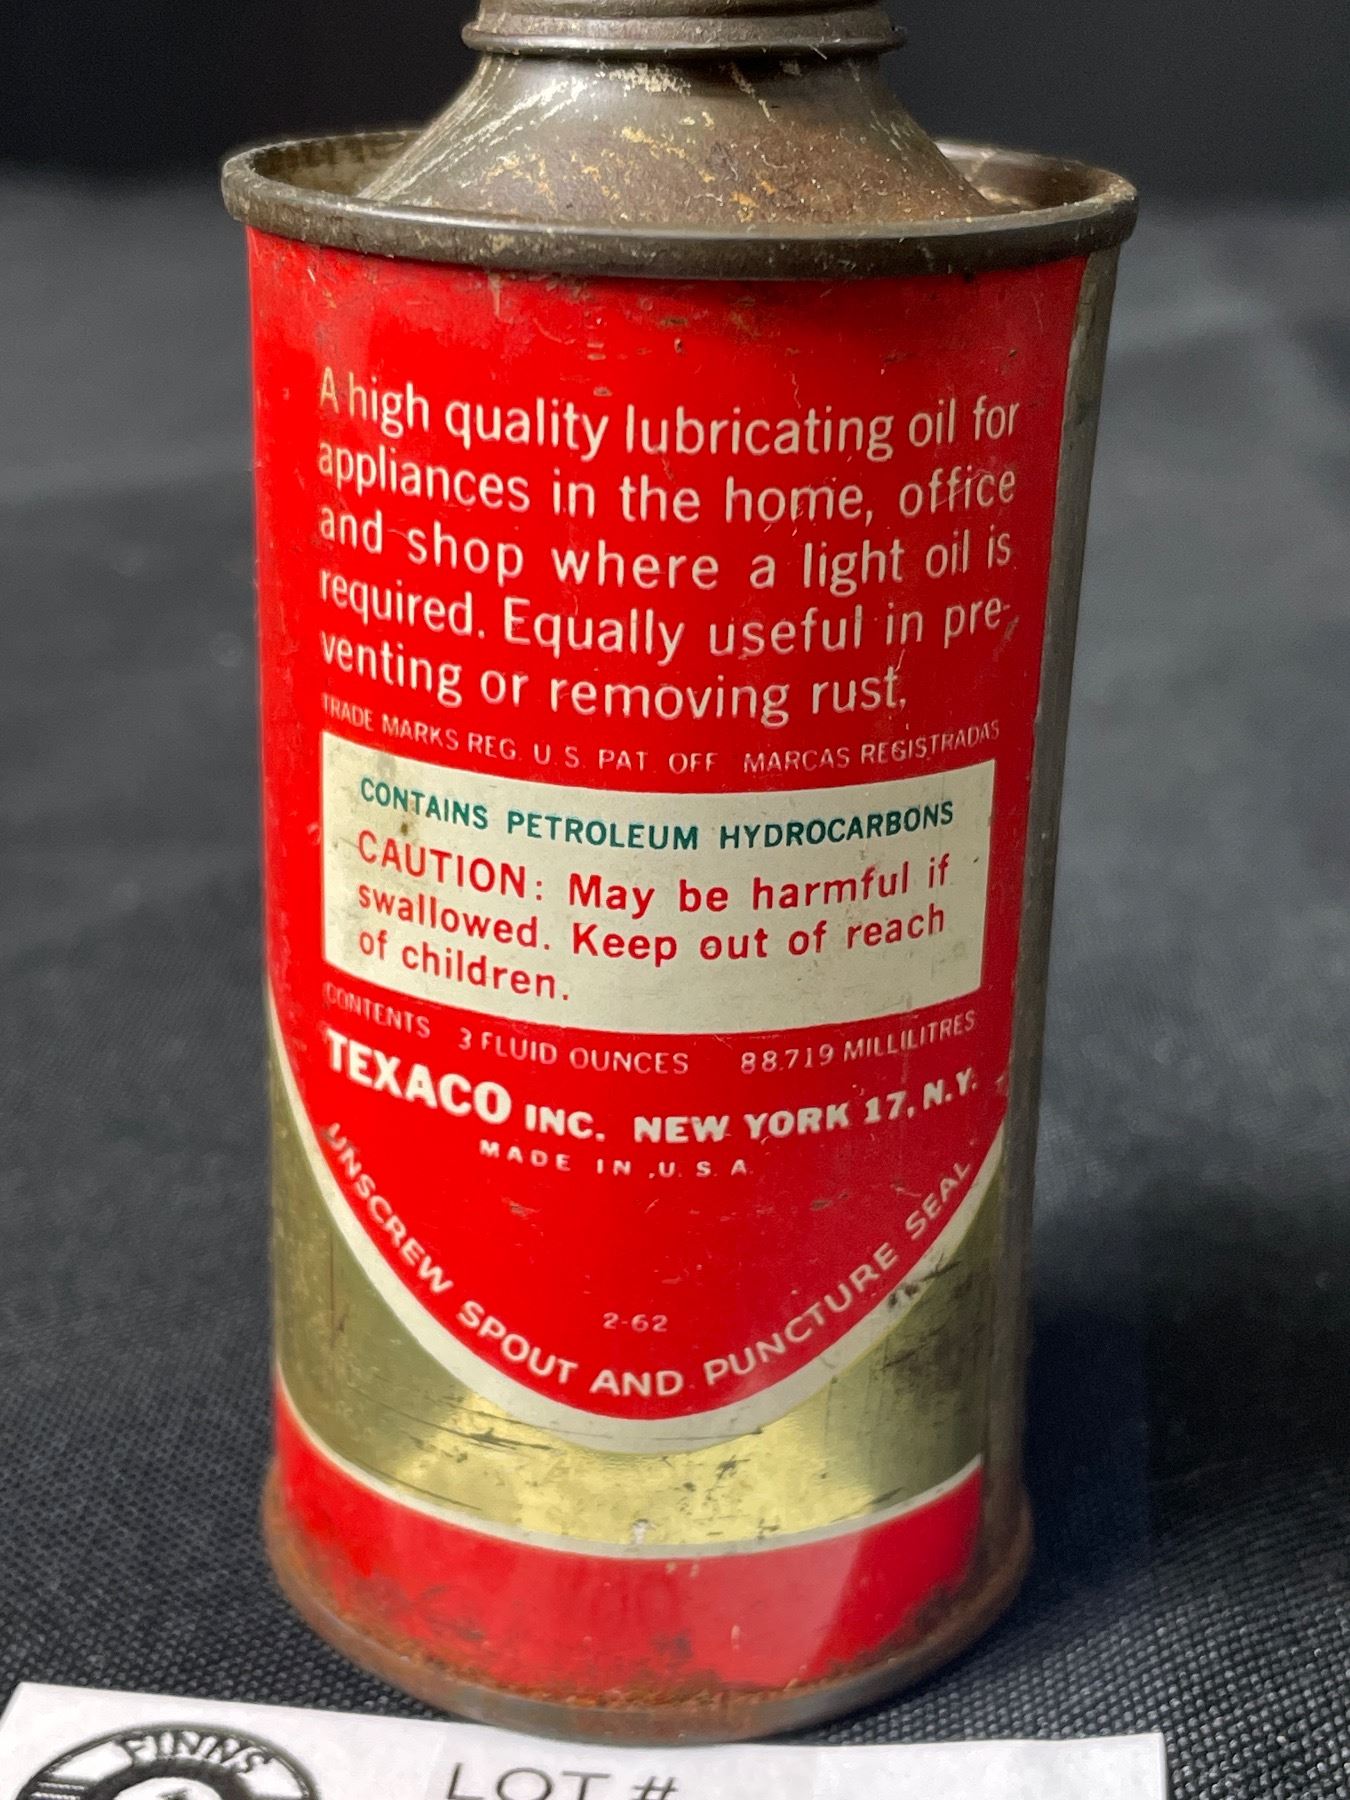 A high quality lubricating oil for
appliances in the home, office
and shop where a light oil is
required. Equally useful in pre-
venting or removing rust.
TRADE MARKS REG. U.S. PAT. OFF MARCAS REGISTRADAS
CONTAINS PETROLEUM HYDROCARBONS
CAUTION: May be harmful if
swallowed. Keep out of reach
of children.
CONTENTS 3 FLUID OUNCES 88.719 MILLILITRES
TEXACO INC. NEW YORK 17, N.Y.
MADE IN U.S.A.
2-62
UNSCREW SPOUT AND PUNCTURE SEAL
FINNS
LOT #